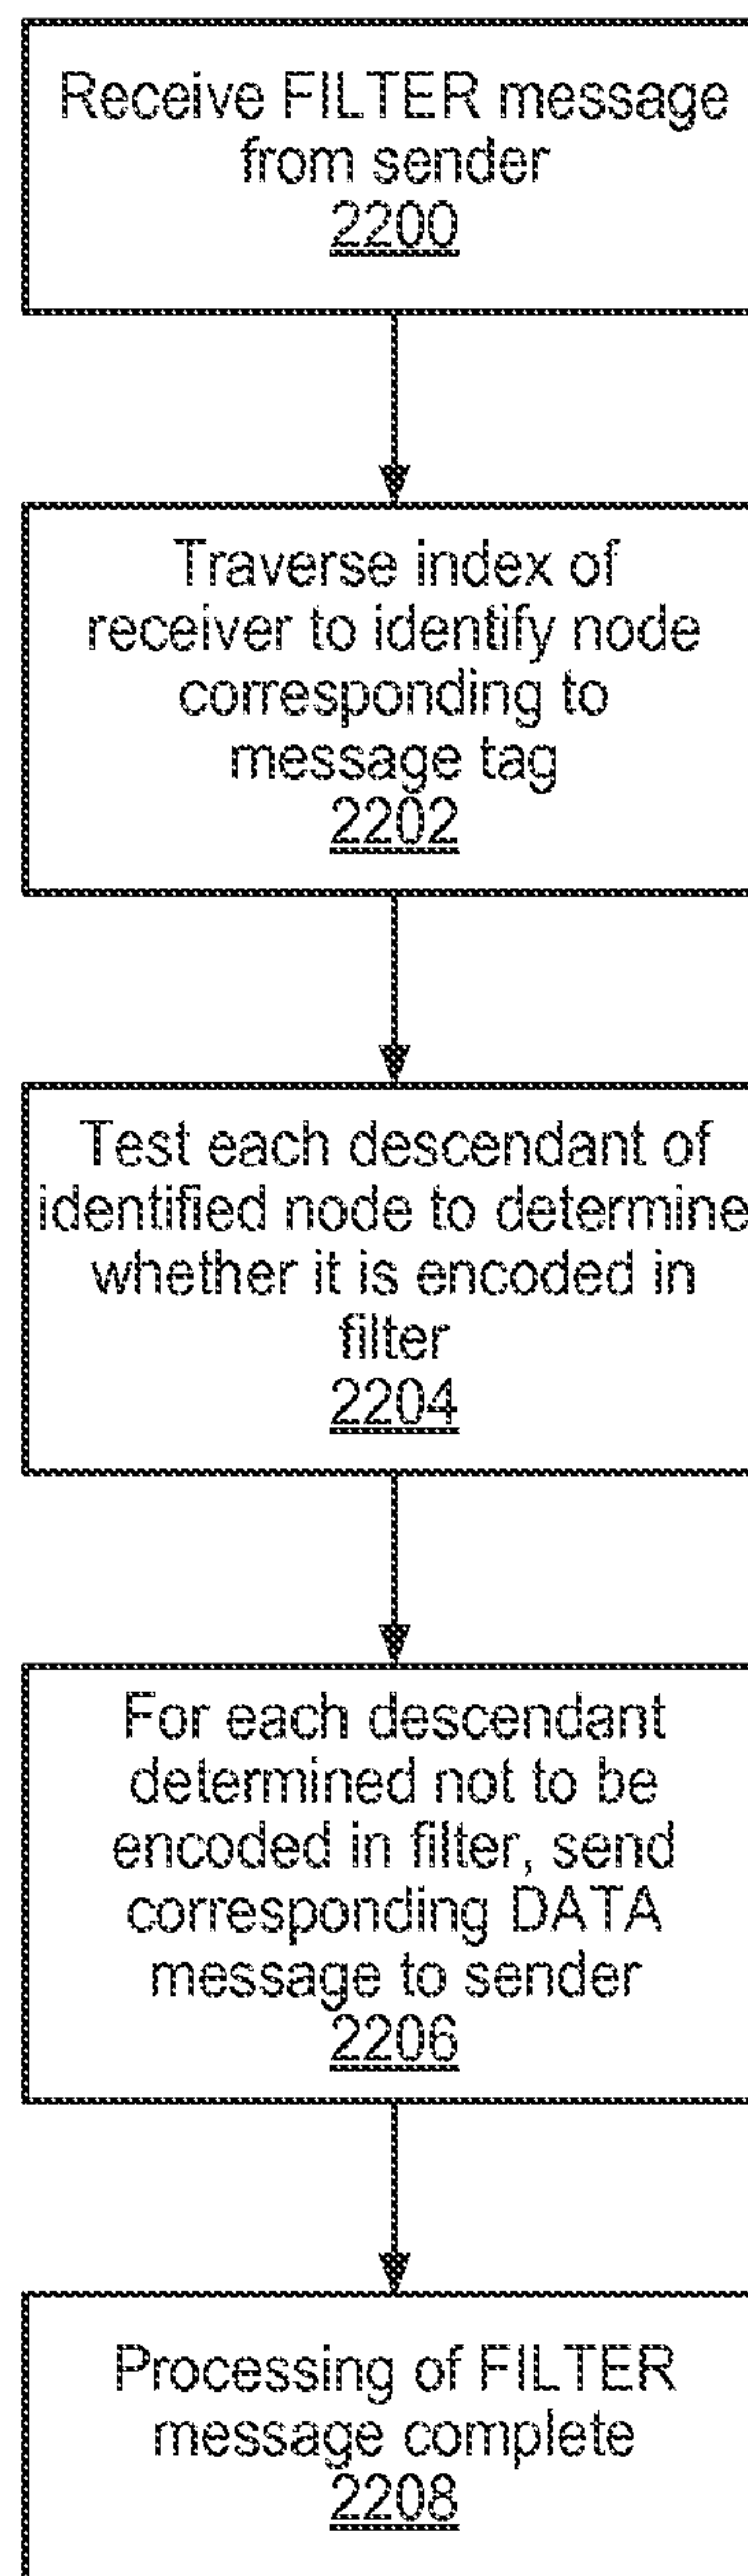 Receive FILTER message
from sender
2200
Traverse index of
receiver to identify node
corresponding to
message tag
2202
Test each descendant of
identified node to determine
whether it is encoded in
filter
2204
For each descendant
determined not to be
encoded in filter, send
corresponding DATA
message to sender
2206
Processing of FILTER
message complete
2208